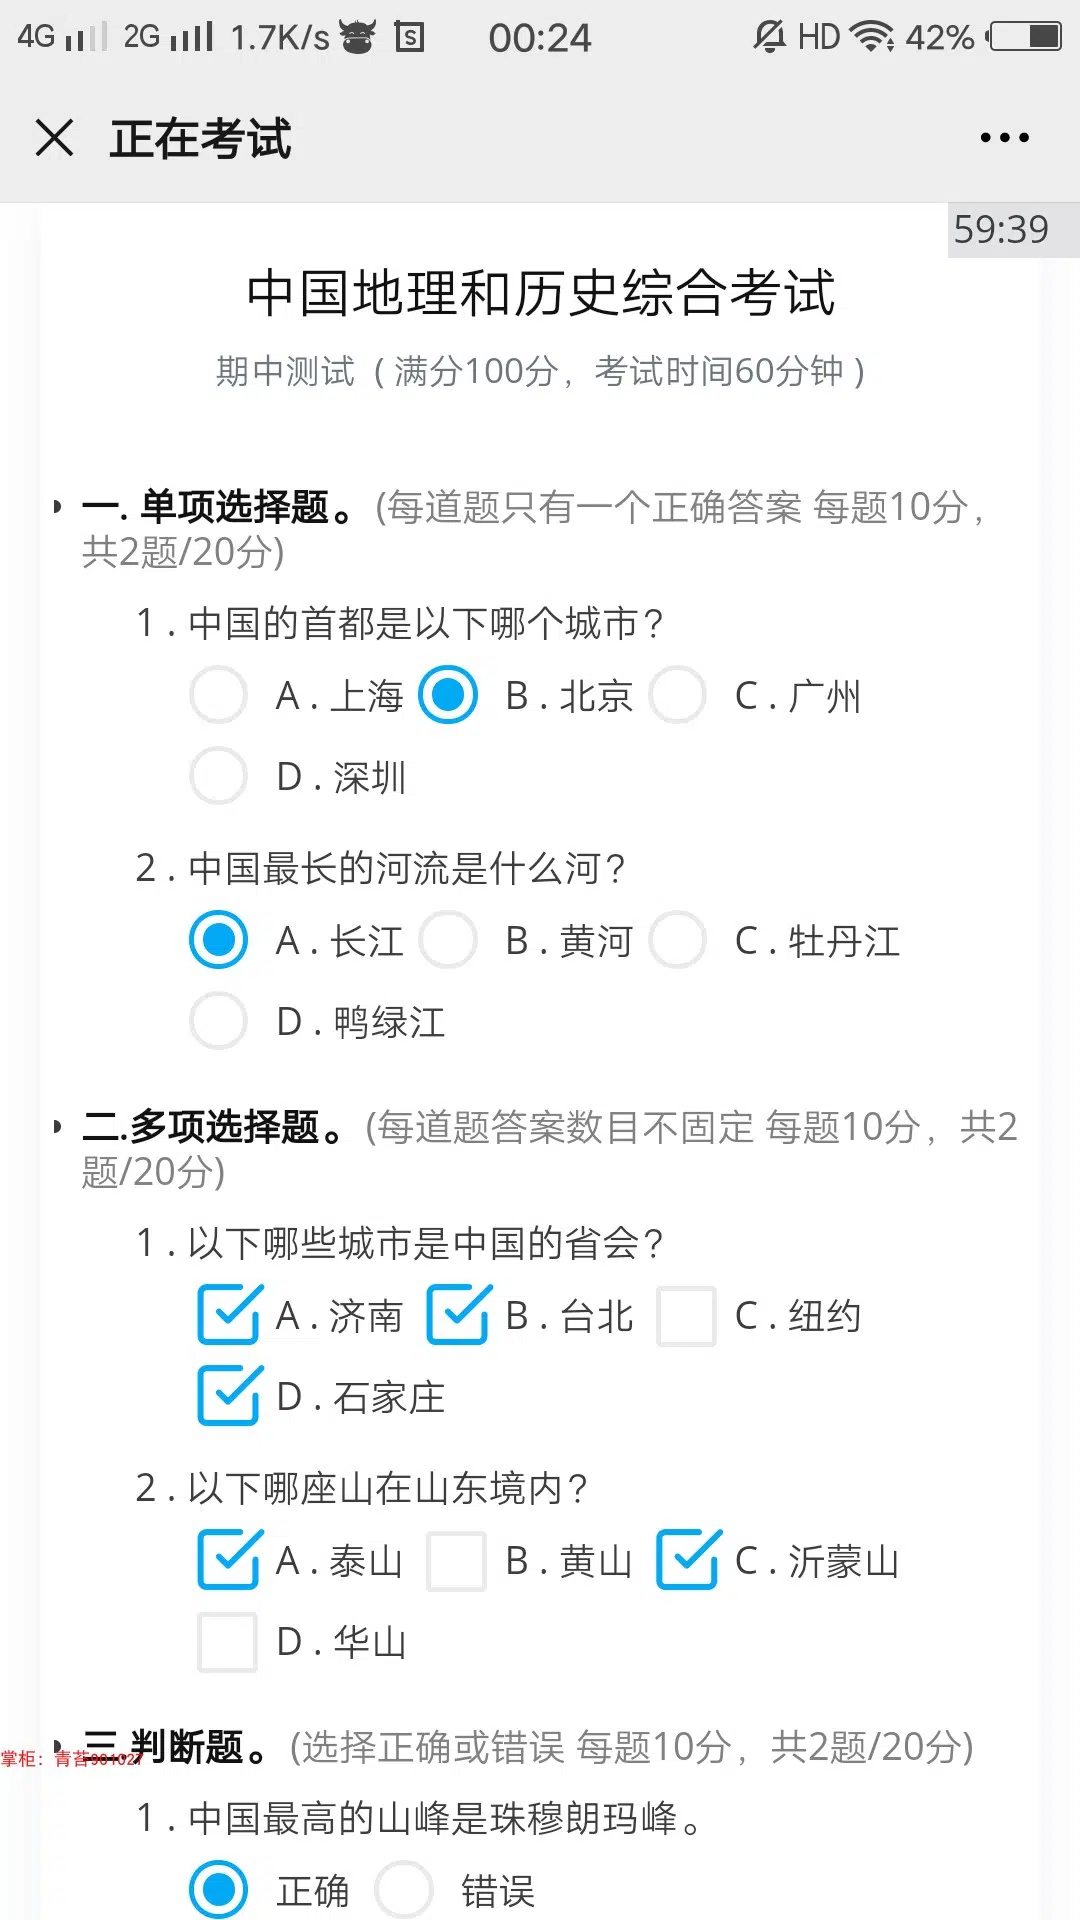 4G 2G 1.7K/s S 00:24 HD 42%
正在考试
59:39
中国地理和历史综合考试
期中测试（满分100分，考试时间60分钟）
一. 单项选择题。(每道题只有一个正确答案 每题10分，
共2题/20分)
1 . 中国的首都是以下哪个城市？
A . 上海 B . 北京 C . 广州
D . 深圳
2 . 中国最长的河流是什么河？
A . 长江 B . 黄河 C . 牡丹江
D . 鸭绿江
二.多项选择题。(每道题答案数目不固定 每题10分，共2
题/20分)
1 . 以下哪些城市是中国的省会？
A . 济南 B . 台北 C . 纽约
D . 石家庄
2 . 以下哪座山在山东境内？
A . 泰山 B . 黄山 C . 沂蒙山
D . 华山
三.判断题。(选择正确或错误 每题10分，共2题/20分)
掌柜：青苔901027
1 . 中国最高的山峰是珠穆朗玛峰。
正确 错误